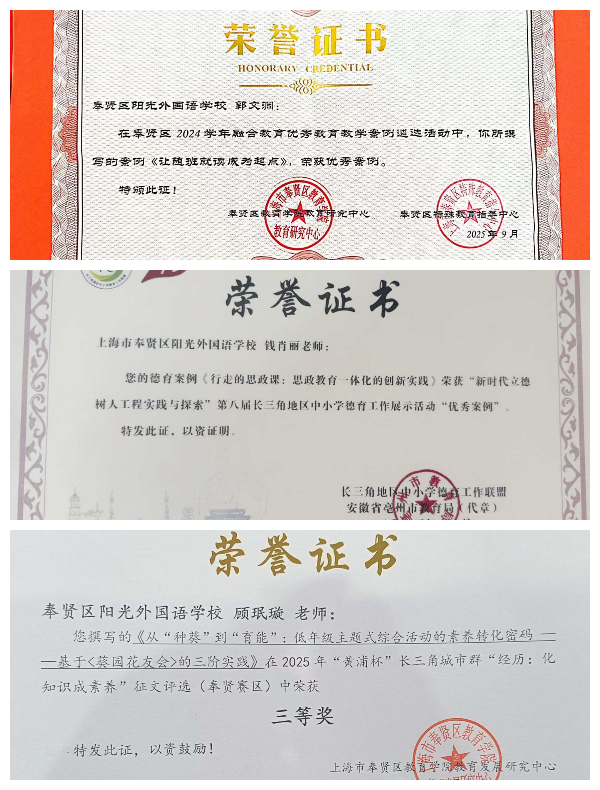 荣誉证书
HONORARY CREDENTIAL
奉贤区阳光外国语学校 郭文澜：
在奉贤区 2024 学年融合教育优秀教育教学案例遴选活动中，你所撰
写的案例《让随班就读成为起点》，荣获优秀案例。
特颁此证！
奉贤区教育学院教育研究中心 奉贤区特殊教育指导中心
2025 年 9 月
荣誉证书
上海市奉贤区阳光外国语学校 钱肖丽老师：
您的德育案例《行走的思政课：思政教育一体化的创新实践》荣获“新时代立德
树人工程实践与探索”第八届长三角地区中小学德育工作展示活动“优秀案例”。
特发此证，以资证明。
长三角地区中小学德育工作联盟
安徽省亳州市教育局（代章）
荣誉证书
奉贤区阳光外国语学校 顾珉璇 老师：
您撰写的《从“种葵”到“育能”：低年级主题式综合活动的素养转化密码 —
—基于<葵园花友会>的三阶实践》在 2025 年“黄浦杯”长三角城市群“经历：化
知识成素养”征文评选（奉贤赛区）中荣获
三等奖
特发此证，以资鼓励！
上海市奉贤区教育学院教育发展研究中心